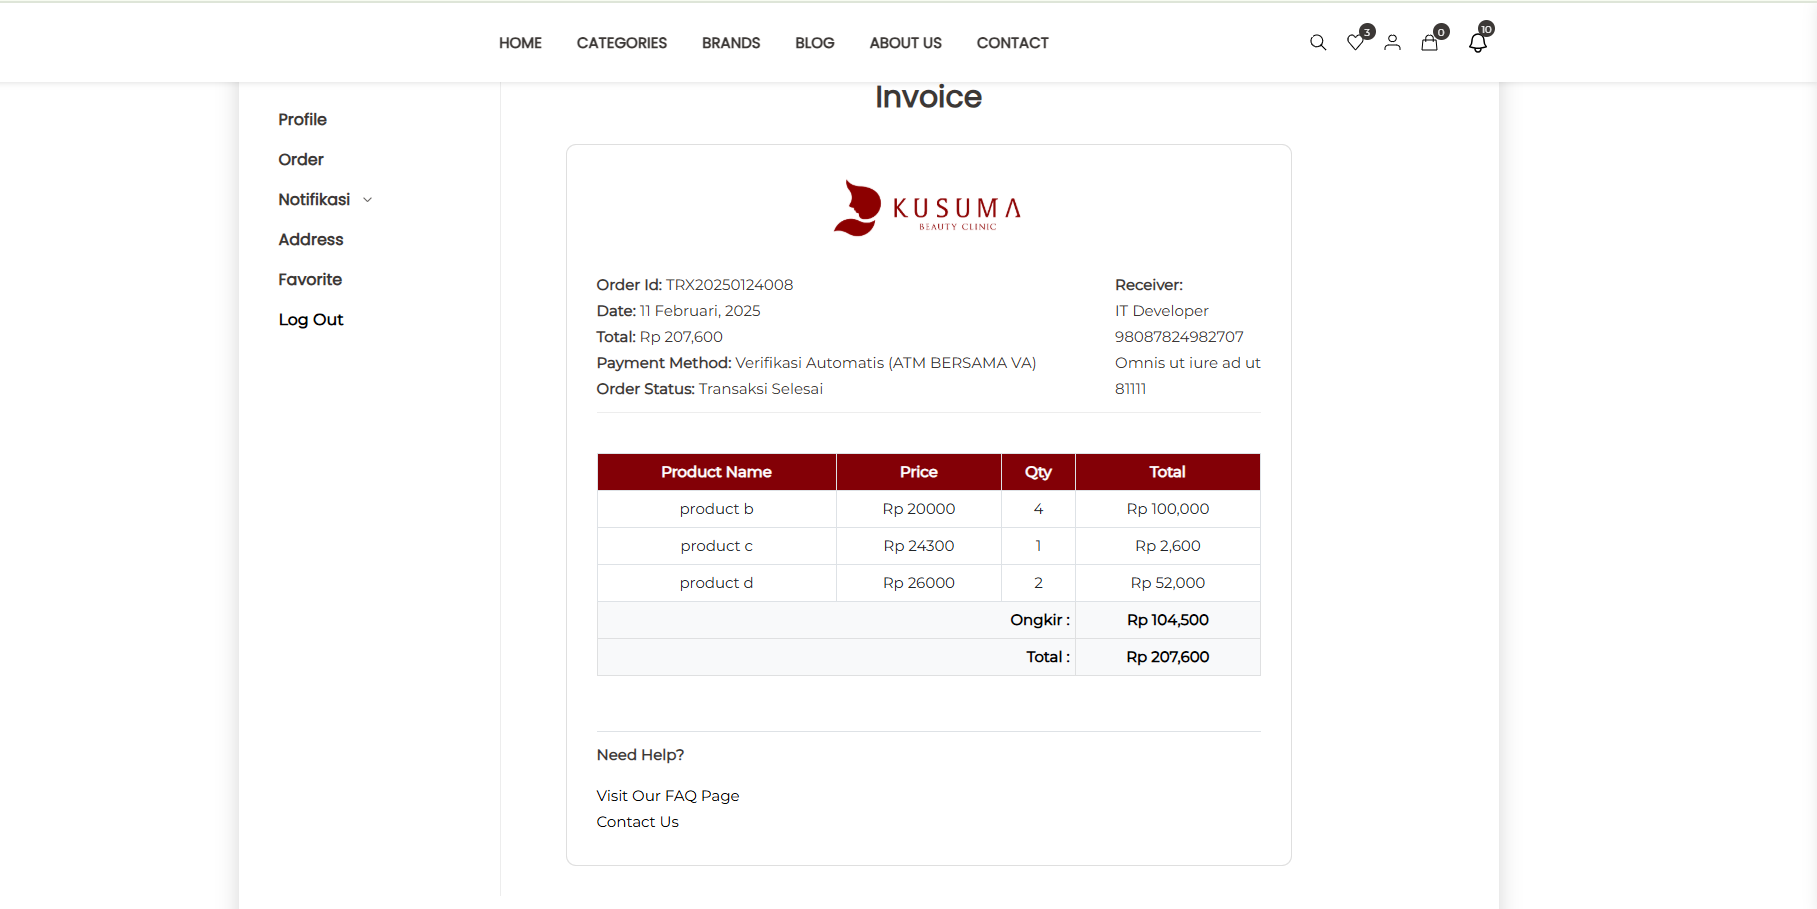 HOME CATEGORIES BRANDS BLOG ABOUT US CONTACT 3 0 10
Profile
Order
Notifikasi
Address
Favorite
Log Out
Invoice
KUSUMA
BEAUTY CLINIC
Order Id: TRX20250124008
Date: 11 Februari, 2025
Total: Rp 207,600
Payment Method: Verifikasi Automatis (ATM BERSAMA VA)
Order Status: Transaksi Selesai
Receiver:
IT Developer
98087824982707
Omnis ut iure ad ut
81111
Product Name Price Qty Total
product b Rp 20000 4 Rp 100,000
product c Rp 24300 1 Rp 2,600
product d Rp 26000 2 Rp 52,000
Ongkir : Rp 104,500
Total : Rp 207,600
Need Help?
Visit Our FAQ Page
Contact Us